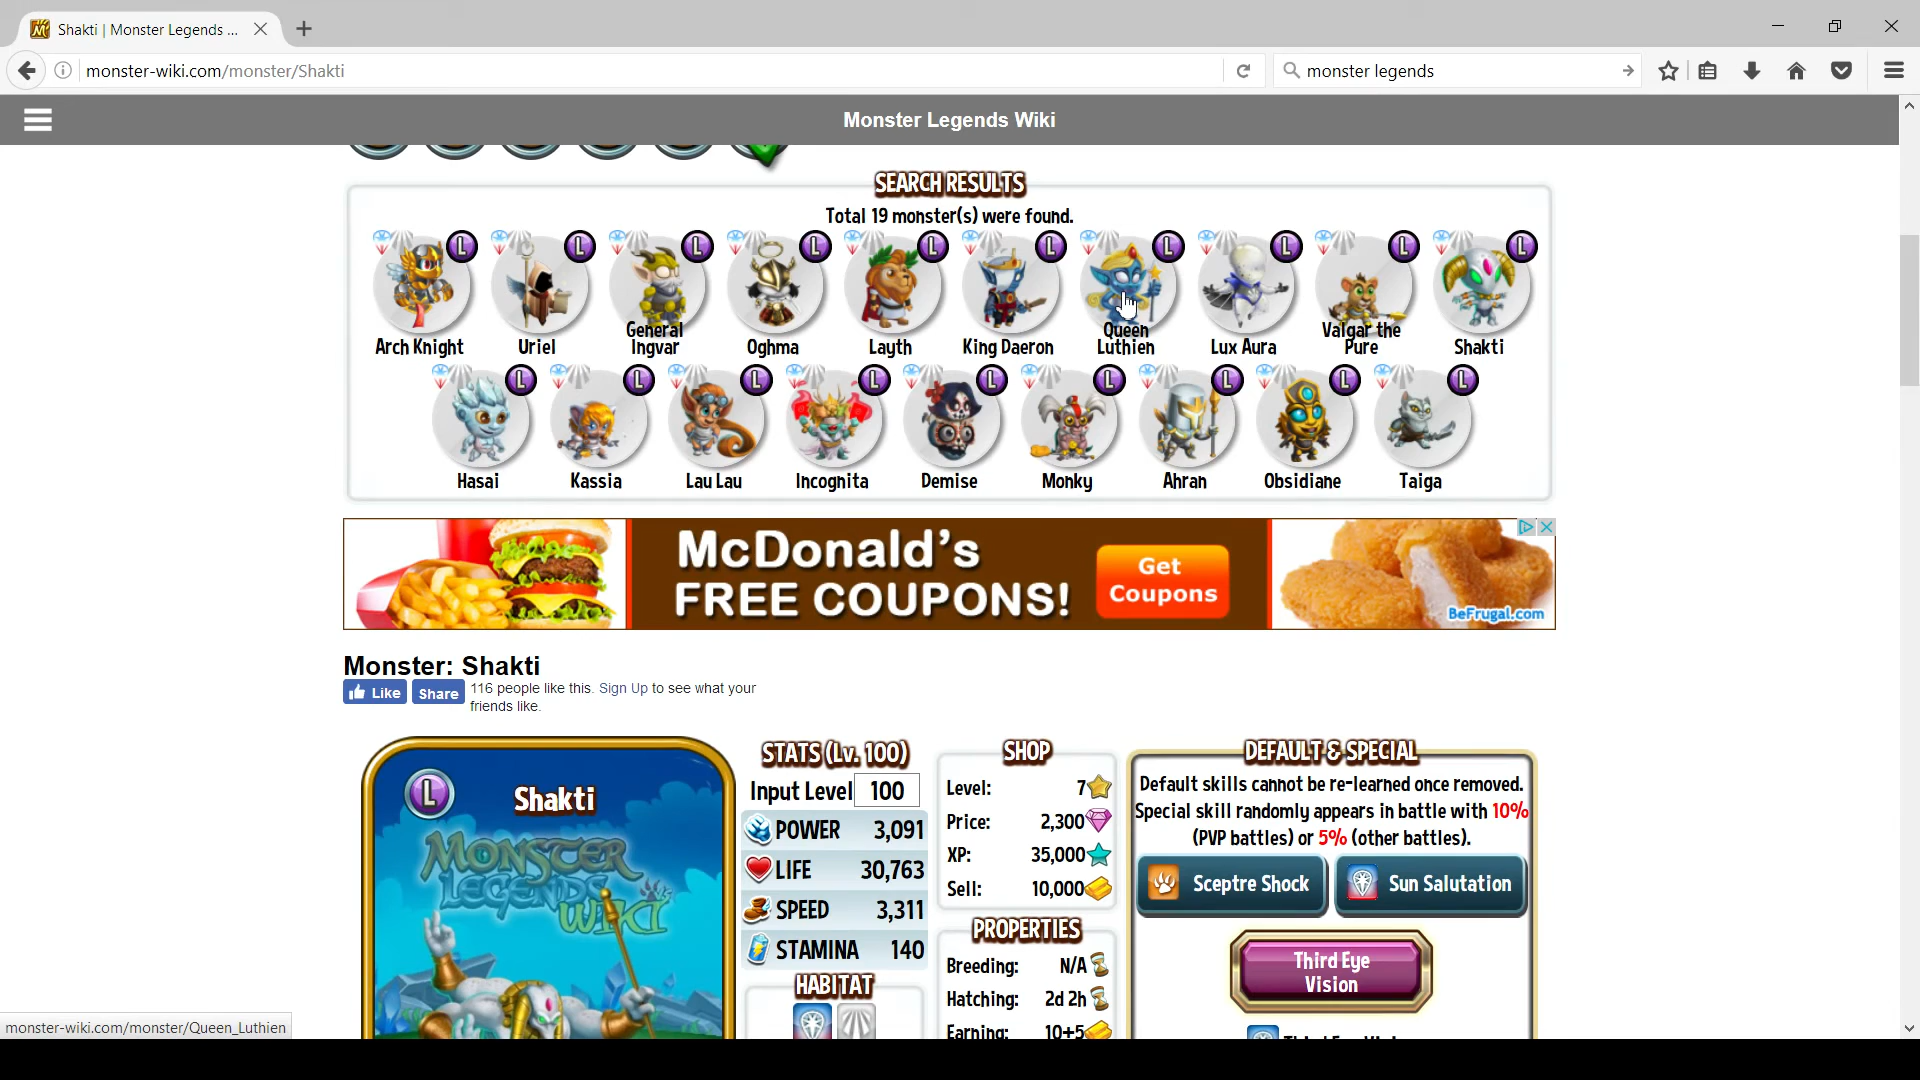 Shakti | Monster Legends ...
monster-wiki.com/monster/Shakti
monster legends
Monster Legends Wiki
SEARCH RESULTS
Total 19 monster(s) were found.
L L L L L L L L L L
Arch Knight
Uriel
General
Ingvar
Oghma
Layth
King Daeron
Queen
Luthien
Lux Aura
Valgar the
Pure
Shakti
L L L L L L L L L
Hasai
Kassia
Lau Lau
Incognita
Demise
Monky
Ahran
Obsidiane
Taiga
McDonald's
FREE COUPONS!
Get
Coupons
BeFrugal.com
Monster: Shakti
Like
Share
116 people like this. Sign Up to see what your
friends like.
L
Shakti
MONSTER
LEGENDS
WIKI
STATS (Lv. 100)
Input Level 100
POWER 3,091
LIFE 30,763
SPEED 3,311
STAMINA 140
HABITAT
SHOP
Level: 7
Price: 2,300
XP: 35,000
Sell: 10,000
PROPERTIES
Breeding: N/A
Hatching: 2d 2h
Earning: 10+5
DEFAULT & SPECIAL
Default skills cannot be re-learned once removed.
Special skill randomly appears in battle with 10%
(PVP battles) or 5% (other battles).
Sceptre Shock
Sun Salutation
Third Eye
Vision
monster-wiki.com/monster/Queen_Luthien